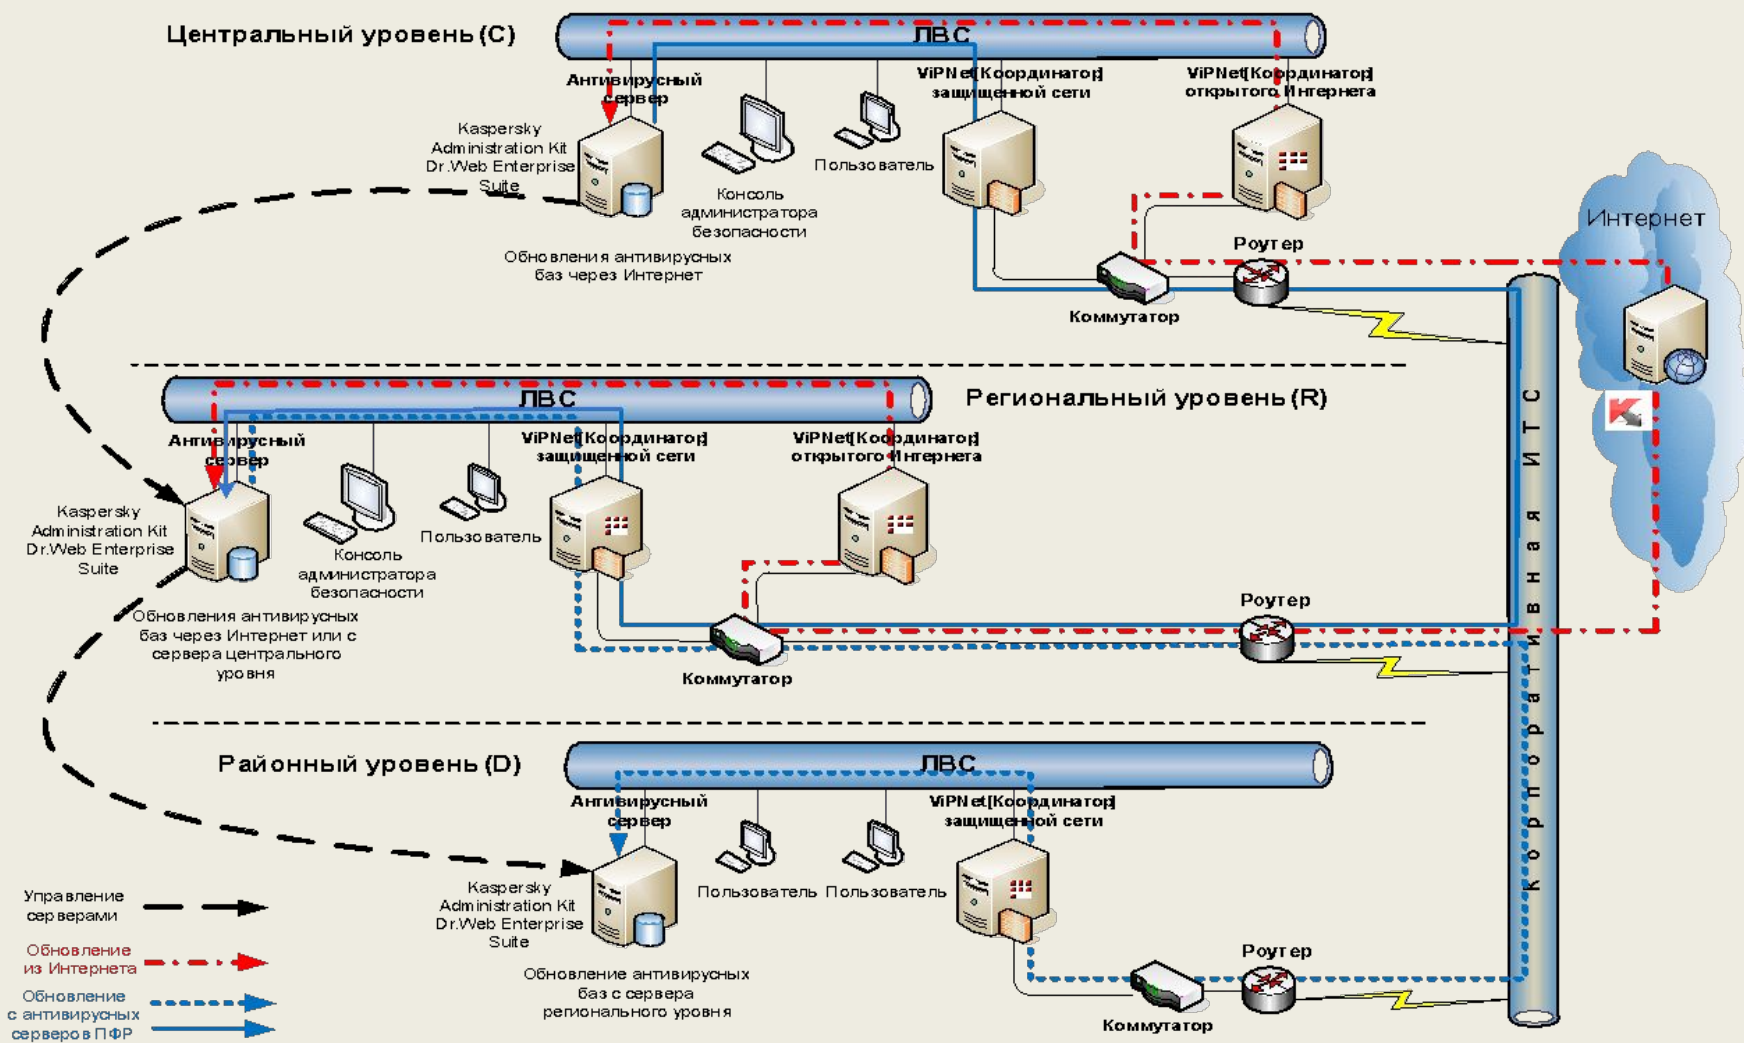 Центральный уровень (С)
ЛВС
Антивирусный
сервер
ViPNet[Координатор]
защищенной сети
ViPNet[Координатор]
открытого Интернета
Kaspersky
Administration Kit
Dr.Web Enterprise
Suite
Консоль
администратора
безопасности
Пользователь
Обновления антивирусных
баз через Интернет
Коммутатор
Роутер
Интернет
Региональный уровень (R)
ЛВС
Антивирусный
сервер
ViPNet[Координатор]
защищенной сети
ViPNet[Координатор]
открытого Интернета
Kaspersky
Administration Kit
Dr.Web Enterprise
Suite
Консоль
администратора
безопасности
Пользователь
Обновления антивирусных
баз через Интернет или с
сервера центрального
уровня
Коммутатор
Роутер
Корпоративная ИТС
Районный уровень (D)
ЛВС
Антивирусный
сервер
ViPNet[Координатор]
защищенной сети
Kaspersky
Administration Kit
Dr.Web Enterprise
Suite
Пользователь
Пользователь
Обновление антивирусных
баз с сервера
регионального уровня
Коммутатор
Роутер
Управление
серверами
Обновление
из Интернета
Обновление
с антивирусных
серверов ПФР